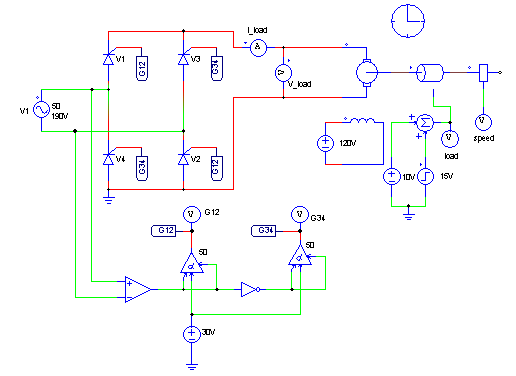 I_load
V1
G12
V3
G34
A
V
V_load
V1
50
190V
V4
G34
V2
G12
120V
10V
15V
V
load
V
speed
V
G12
G12
50
α
V
G34
G34
50
α
30V